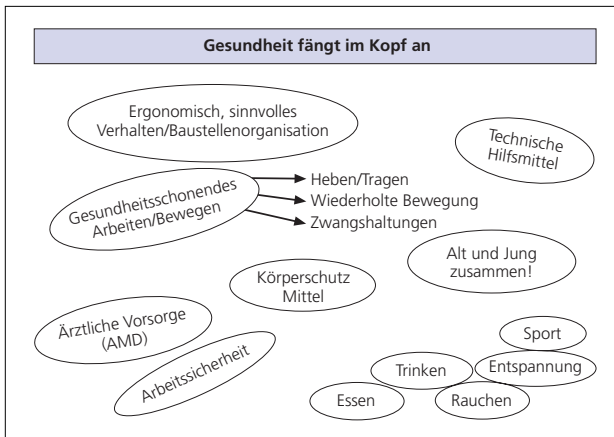 Gesundheit fängt im Kopf an
Ergonomisch, sinnvolles
Verhalten/Baustellenorganisation
Technische
Hilfsmittel
Gesundheitsschonendes
Arbeiten/Bewegen
Heben/Tragen
Wiederholte Bewegung
Zwangshaltungen
Alt und Jung
zusammen!
Körperschutz
Mittel
Ärztliche Vorsorge
(AMD)
Arbeitssicherheit
Sport
Entspannung
Trinken
Essen
Rauchen